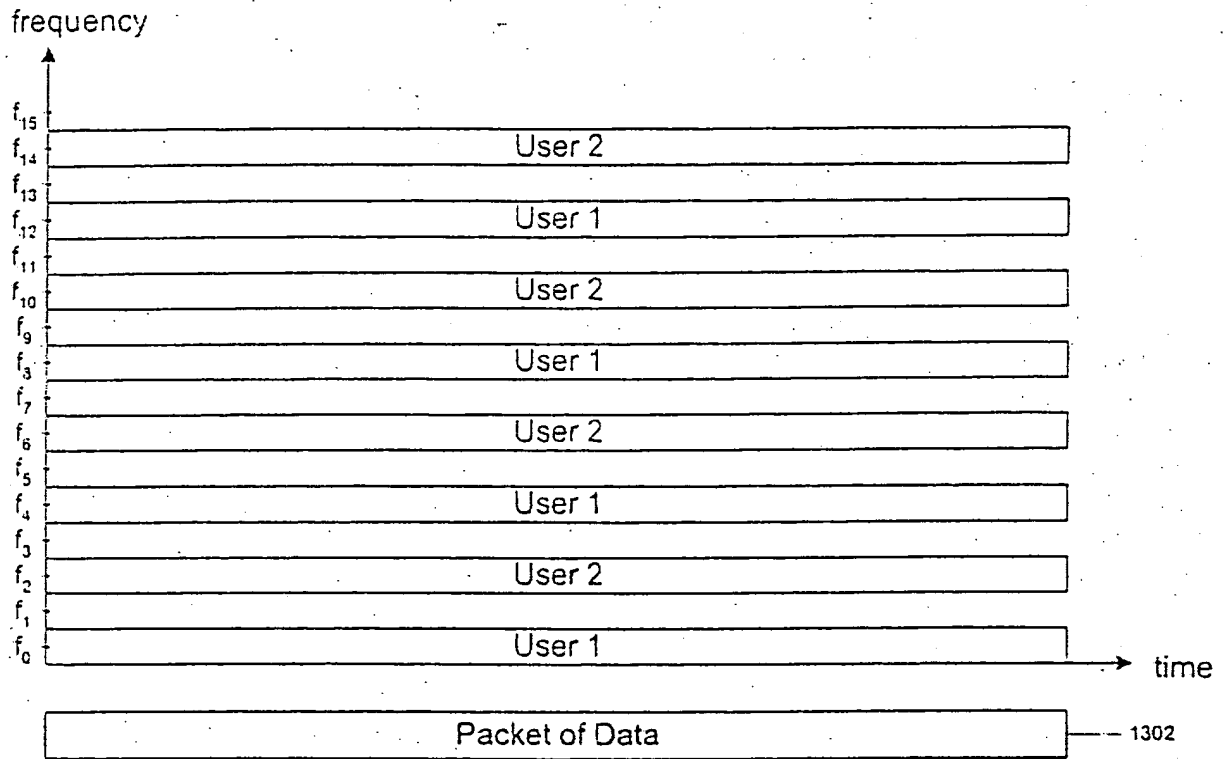 frequency
f15
f14 User 2
f13
f12 User 1
f11
f10 User 2
f9
f8 User 1
f7
f6 User 2
f5
f4 User 1
f3
f2 User 2
f1
f0 User 1
time
Packet of Data 1302